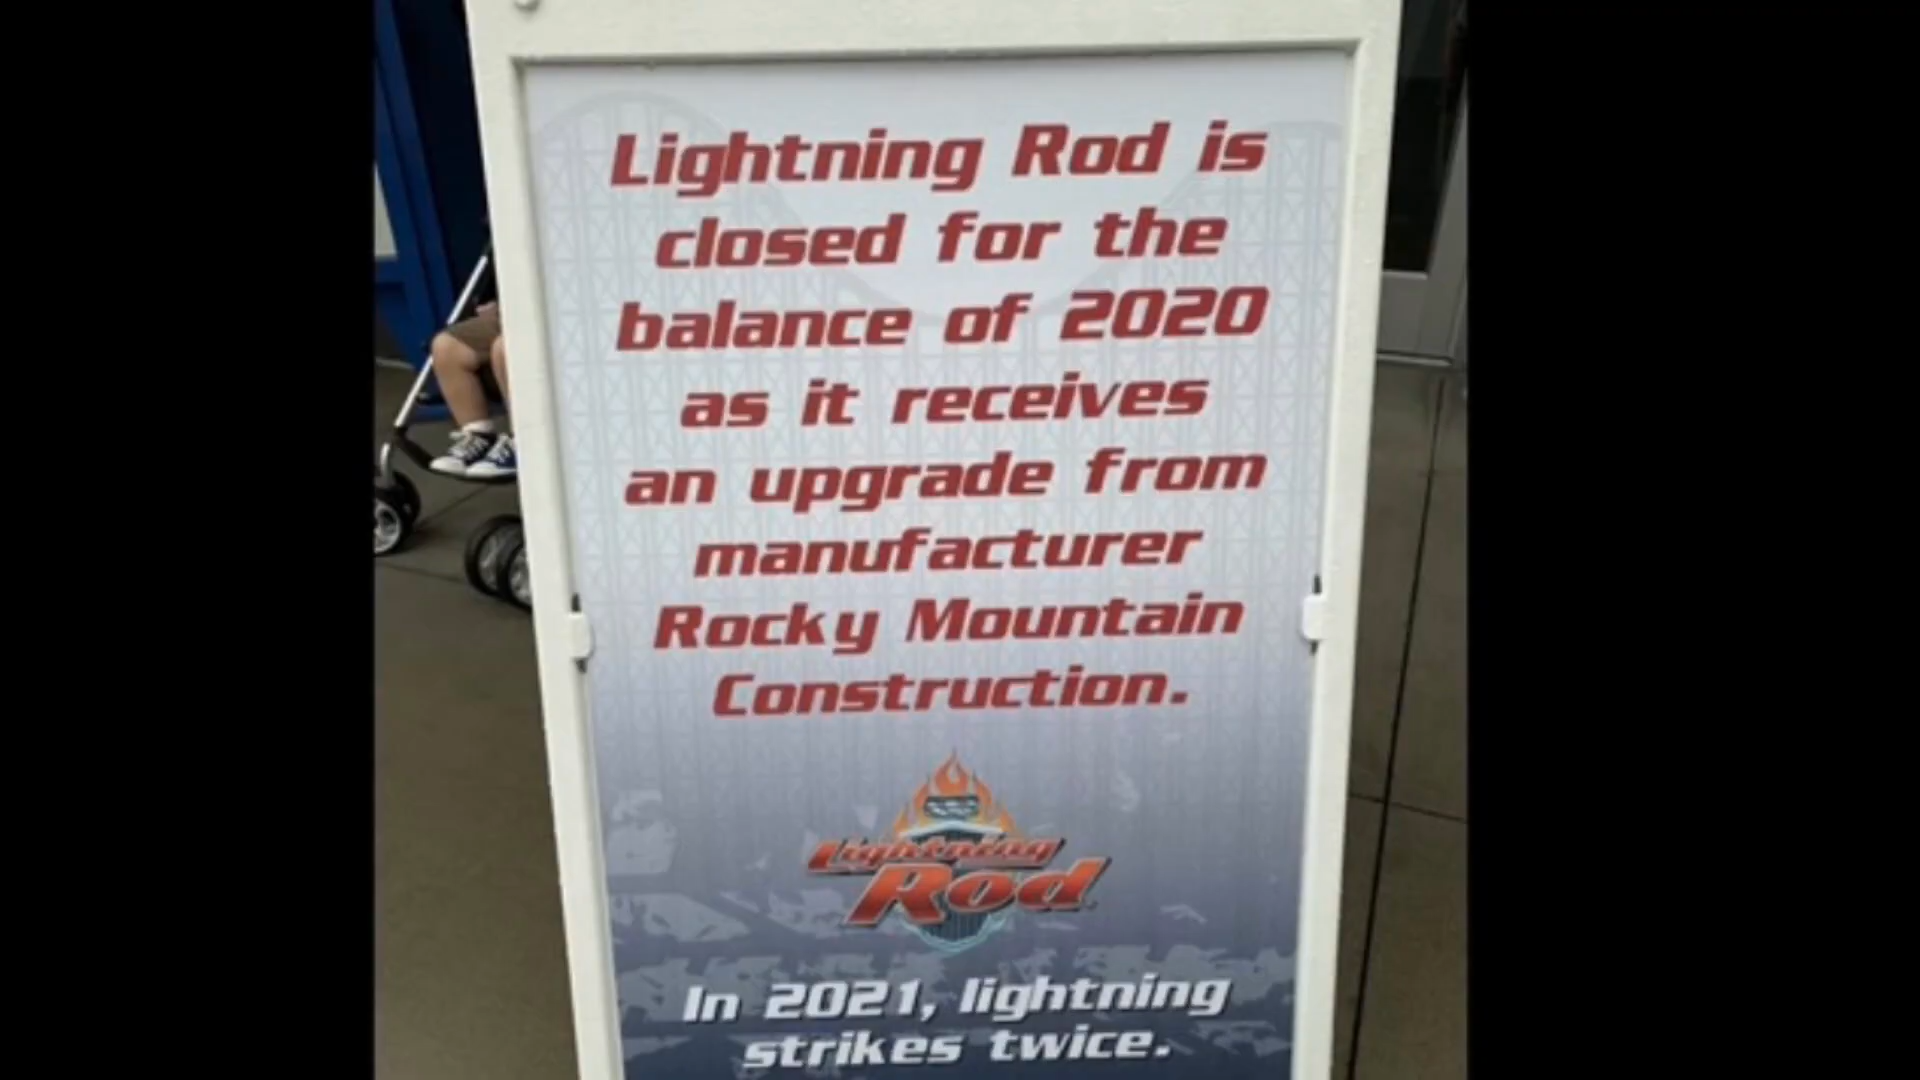 Lightning Rod is
closed for the
balance of 2020
as it receives
an upgrade from
manufacturer
Rocky Mountain
Construction.
Lightning
Rod
In 2021, lightning
strikes twice.